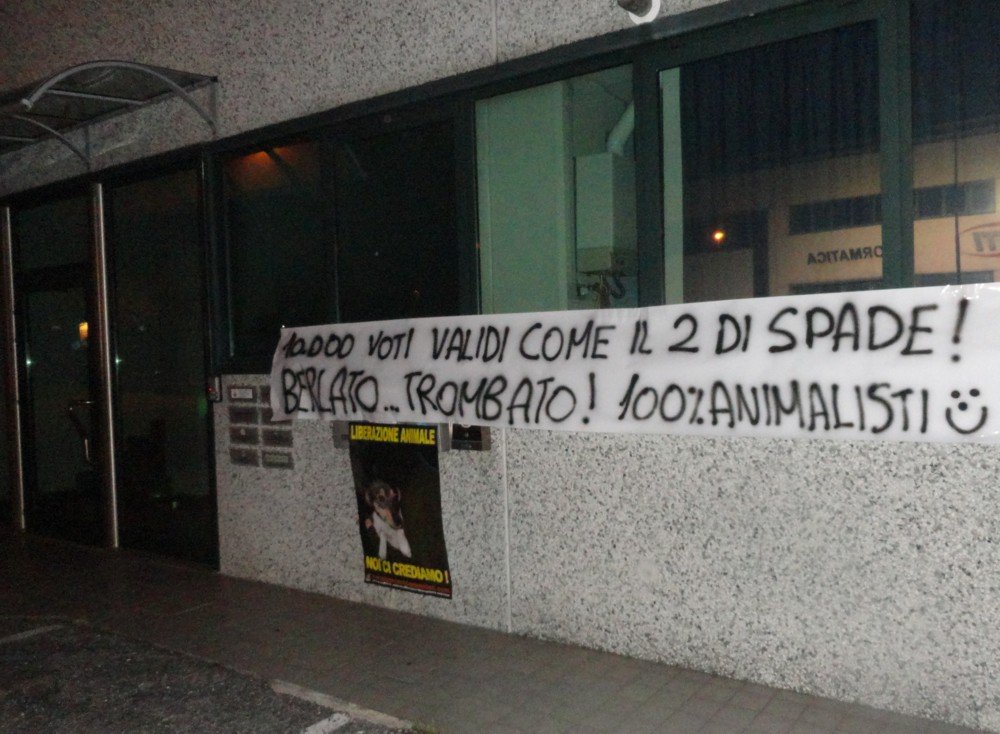 10.000 VOTI VALIDI COME IL 2 DI SPADE!
BERLATO... TROMBATO! 100%ANIMALISTI
LIBERAZIONE ANIMALE
NOI CI CREDIAMO!
ORMATICA